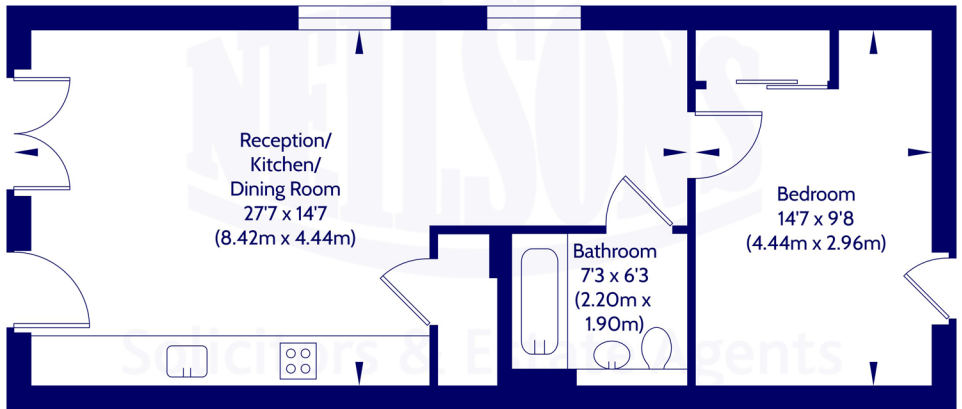 NEILSONS
Reception/
Kitchen/
Dining Room
27'7 x 14'7
(8.42m x 4.44m)
Bedroom
14'7 x 9'8
(4.44m x 2.96m)
Bathroom
7'3 x 6'3
(2.20m x
1.90m)
Solicitors & Estate Agents